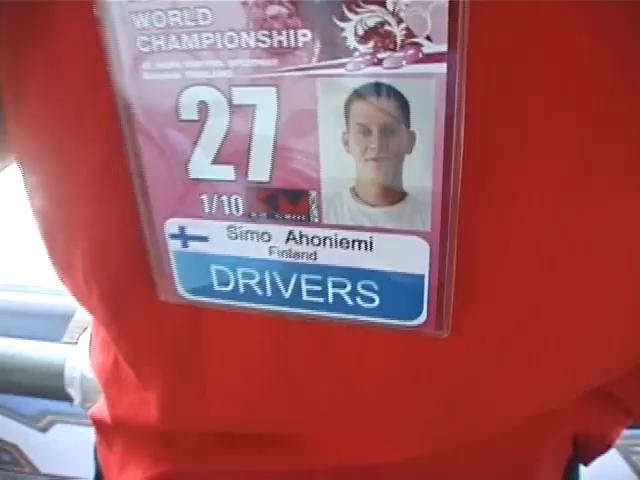 WORLD
CHAMPIONSHIP
27
1/10
Simo Ahoniemi
Finland
DRIVERS